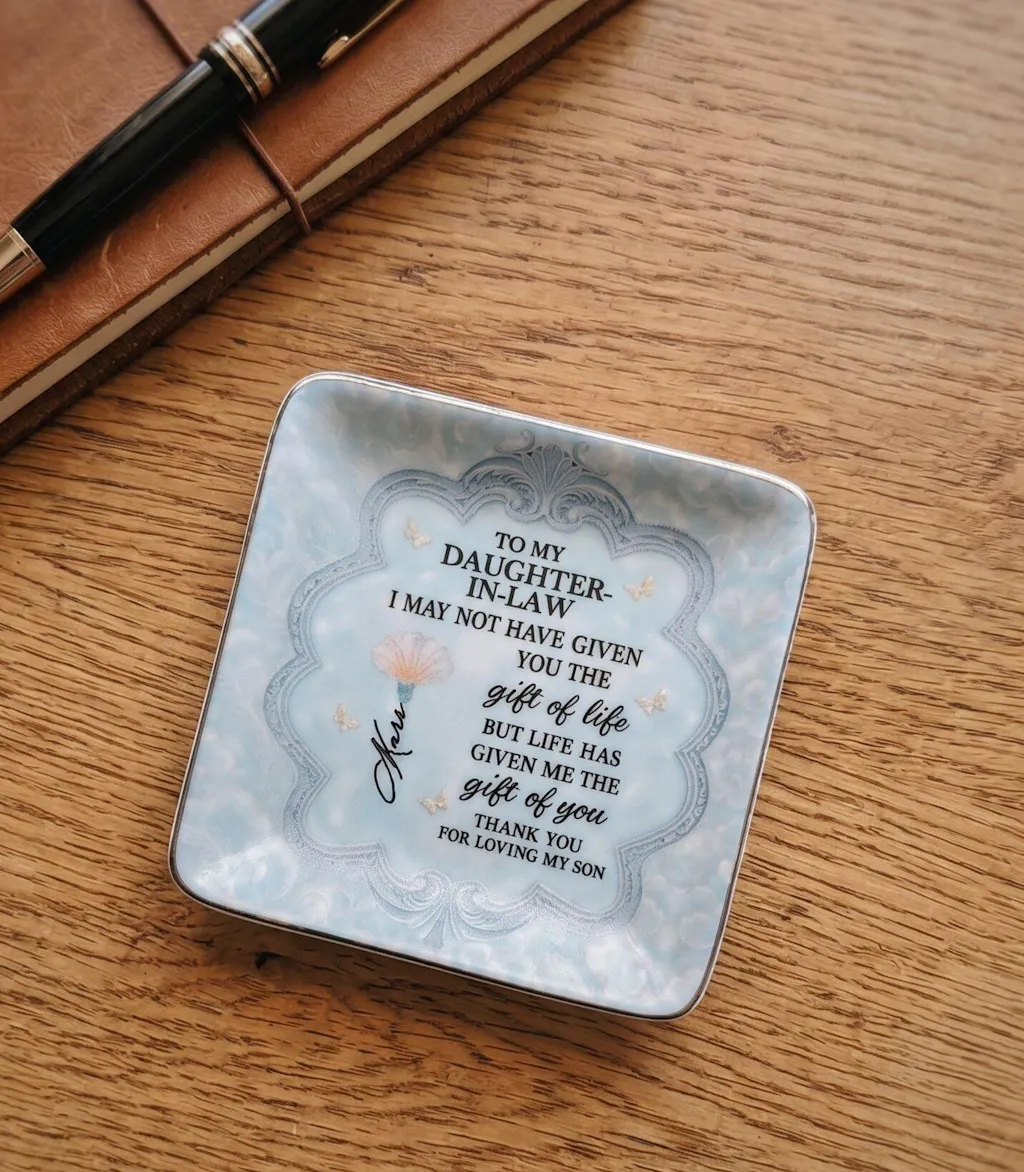 TO MY
DAUGHTER-
IN-LAW
I MAY NOT HAVE GIVEN
YOU THE
gift of life
BUT LIFE HAS
GIVEN ME THE
gift of you
THANK YOU
FOR LOVING MY SON